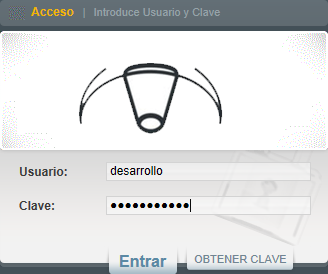 Acceso | Introduce Usuario y Clave
Usuario: desarrollo
Clave: ●●●●●●●●●●●
Entrar OBTENER CLAVE